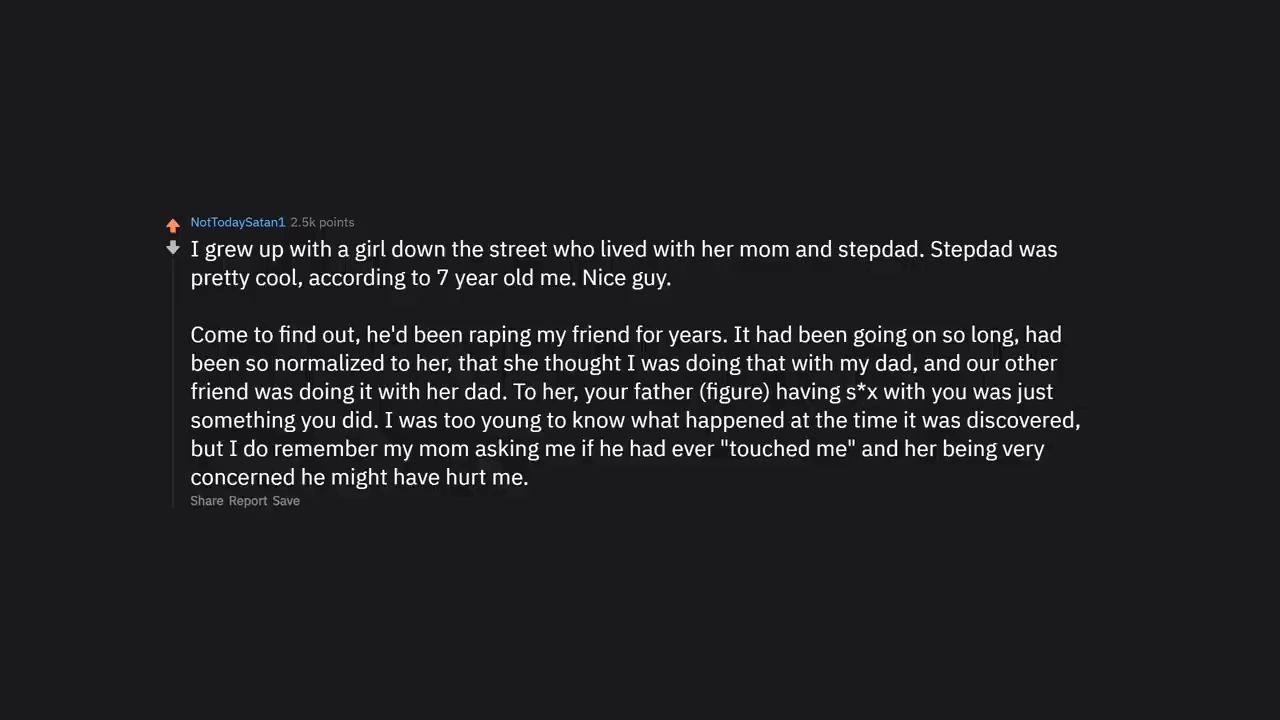 NotTodaySatan1 2.5k points
I grew up with a girl down the street who lived with her mom and stepdad. Stepdad was
pretty cool, according to 7 year old me. Nice guy.
Come to find out, he'd been raping my friend for years. It had been going on so long, had
been so normalized to her, that she thought I was doing that with my dad, and our other
friend was doing it with her dad. To her, your father (figure) having s*x with you was just
something you did. I was too young to know what happened at the time it was discovered,
but I do remember my mom asking me if he had ever "touched me" and her being very
concerned he might have hurt me.
Share Report Save